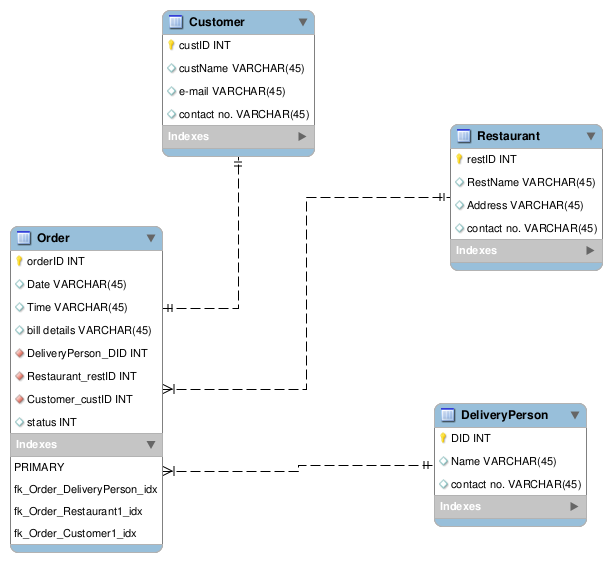 Customer
custID INT
custName VARCHAR(45)
e-mail VARCHAR(45)
contact no. VARCHAR(45)
Indexes
Restaurant
restID INT
RestName VARCHAR(45)
Address VARCHAR(45)
contact no. VARCHAR(45)
Indexes
Order
orderID INT
Date VARCHAR(45)
Time VARCHAR(45)
bill details VARCHAR(45)
DeliveryPerson_DID INT
Restaurant_restID INT
Customer_custID INT
status INT
Indexes
PRIMARY
fk_Order_DeliveryPerson_idx
fk_Order_Restaurant1_idx
fk_Order_Customer1_idx
DeliveryPerson
DID INT
Name VARCHAR(45)
contact no. VARCHAR(45)
Indexes